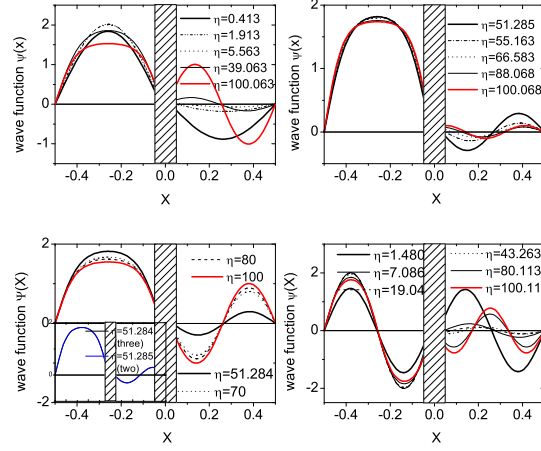 η=0.413
η=1.913
η=5.563
η=39.063
η=100.063
wave function ψ(x)
2
1
0
-1
-0.4 -0.2 0.0 0.2 0.4
X
η=51.285
η=55.163
η=66.583
η=88.068
η=100.068
wave function ψ(x)
2
0
-0.4 -0.2 0.0 0.2 0.4
X
η=80
η=100
wave function Ψ(X)
2
0
η=51.284
(three)
η=51.285
(two)
0
η=51.284
η=70
-0.4 -0.2 0.0 0.2 0.4
X
η=1.480
η=7.086
η=19.04
η=43.263
η=80.113
η=100.11
wave function ψ(X)
2
0
-2
-0.4 -0.2 0.0 0.2 0.4
X